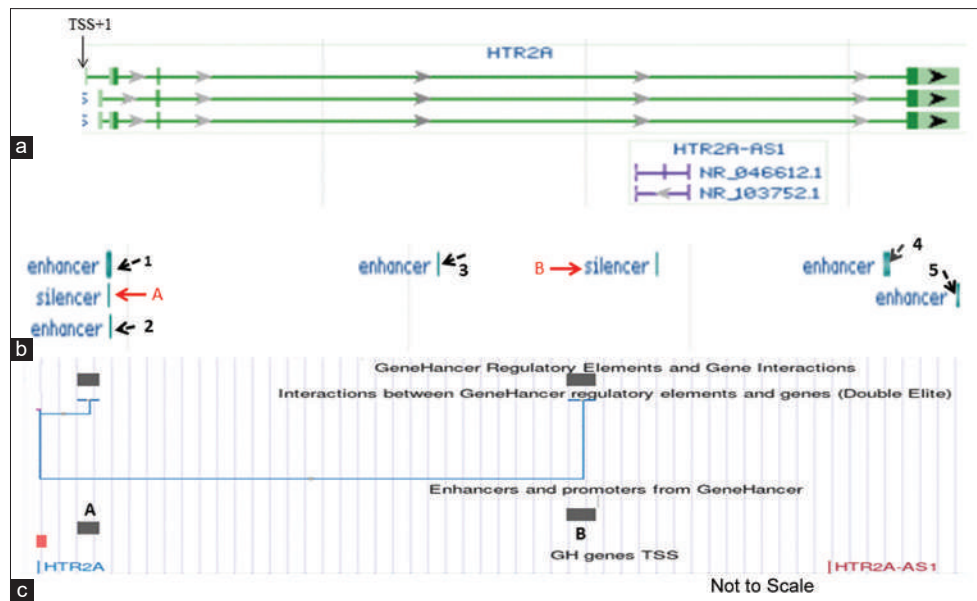 TSS+1
HTR2A
S
S
a
HTR2A-AS1
NR_046612.1
NR_103752.1
enhancer 1
enhancer 3
B silencer
enhancer 4
silencer A
5
enhancer
enhancer 2
b
GeneHancer Regulatory Elements and Gene Interactions
Interactions between GeneHancer regulatory elements and genes (Double Elite)
Enhancers and promoters from GeneHancer
A
B
GH genes TSS
HTR2A
HTR2A-AS1
c
Not to Scale